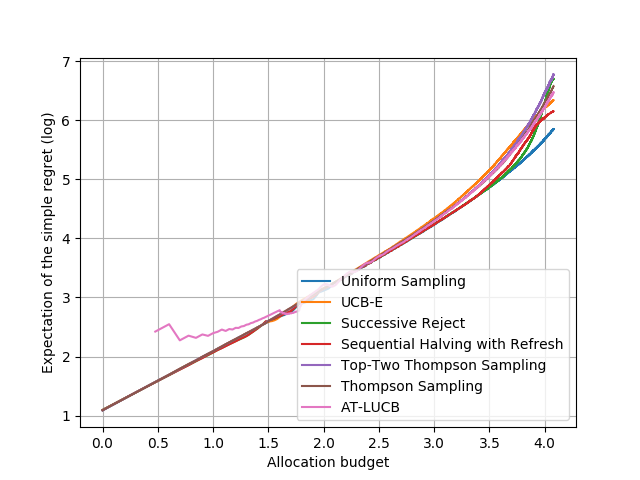 Expectation of the simple regret (log)
7
6
5
4
3
2
1
Uniform Sampling
UCB-E
Successive Reject
Sequential Halving with Refresh
Top-Two Thompson Sampling
Thompson Sampling
AT-LUCB
0.0 0.5 1.0 1.5 2.0 2.5 3.0 3.5 4.0
Allocation budget